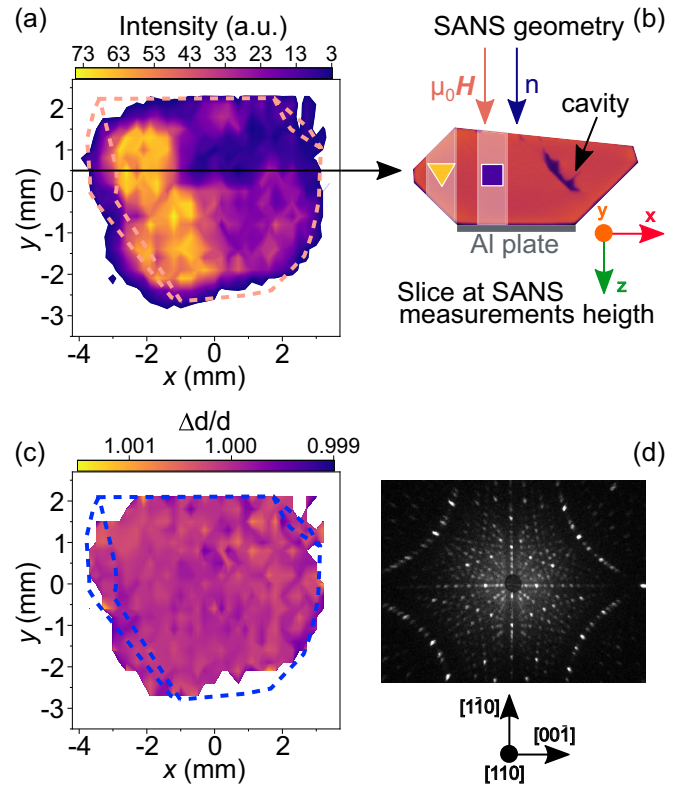 (a)
Intensity (a.u.)
73 63 53 43 33 23 13 3
2
1
0
-1
-2
-3
y (mm)
-4 -2 0 2
x (mm)
(b)
SANS geometry
μ₀H
n
cavity
Al plate
y
x
z
Slice at SANS
measurements heigth
(c)
Δd/d
1.001 1.000 0.999
2
1
0
-1
-2
-3
y (mm)
-4 -2 0 2
x (mm)
(d)
[11̄0]
[001̄]
[110]